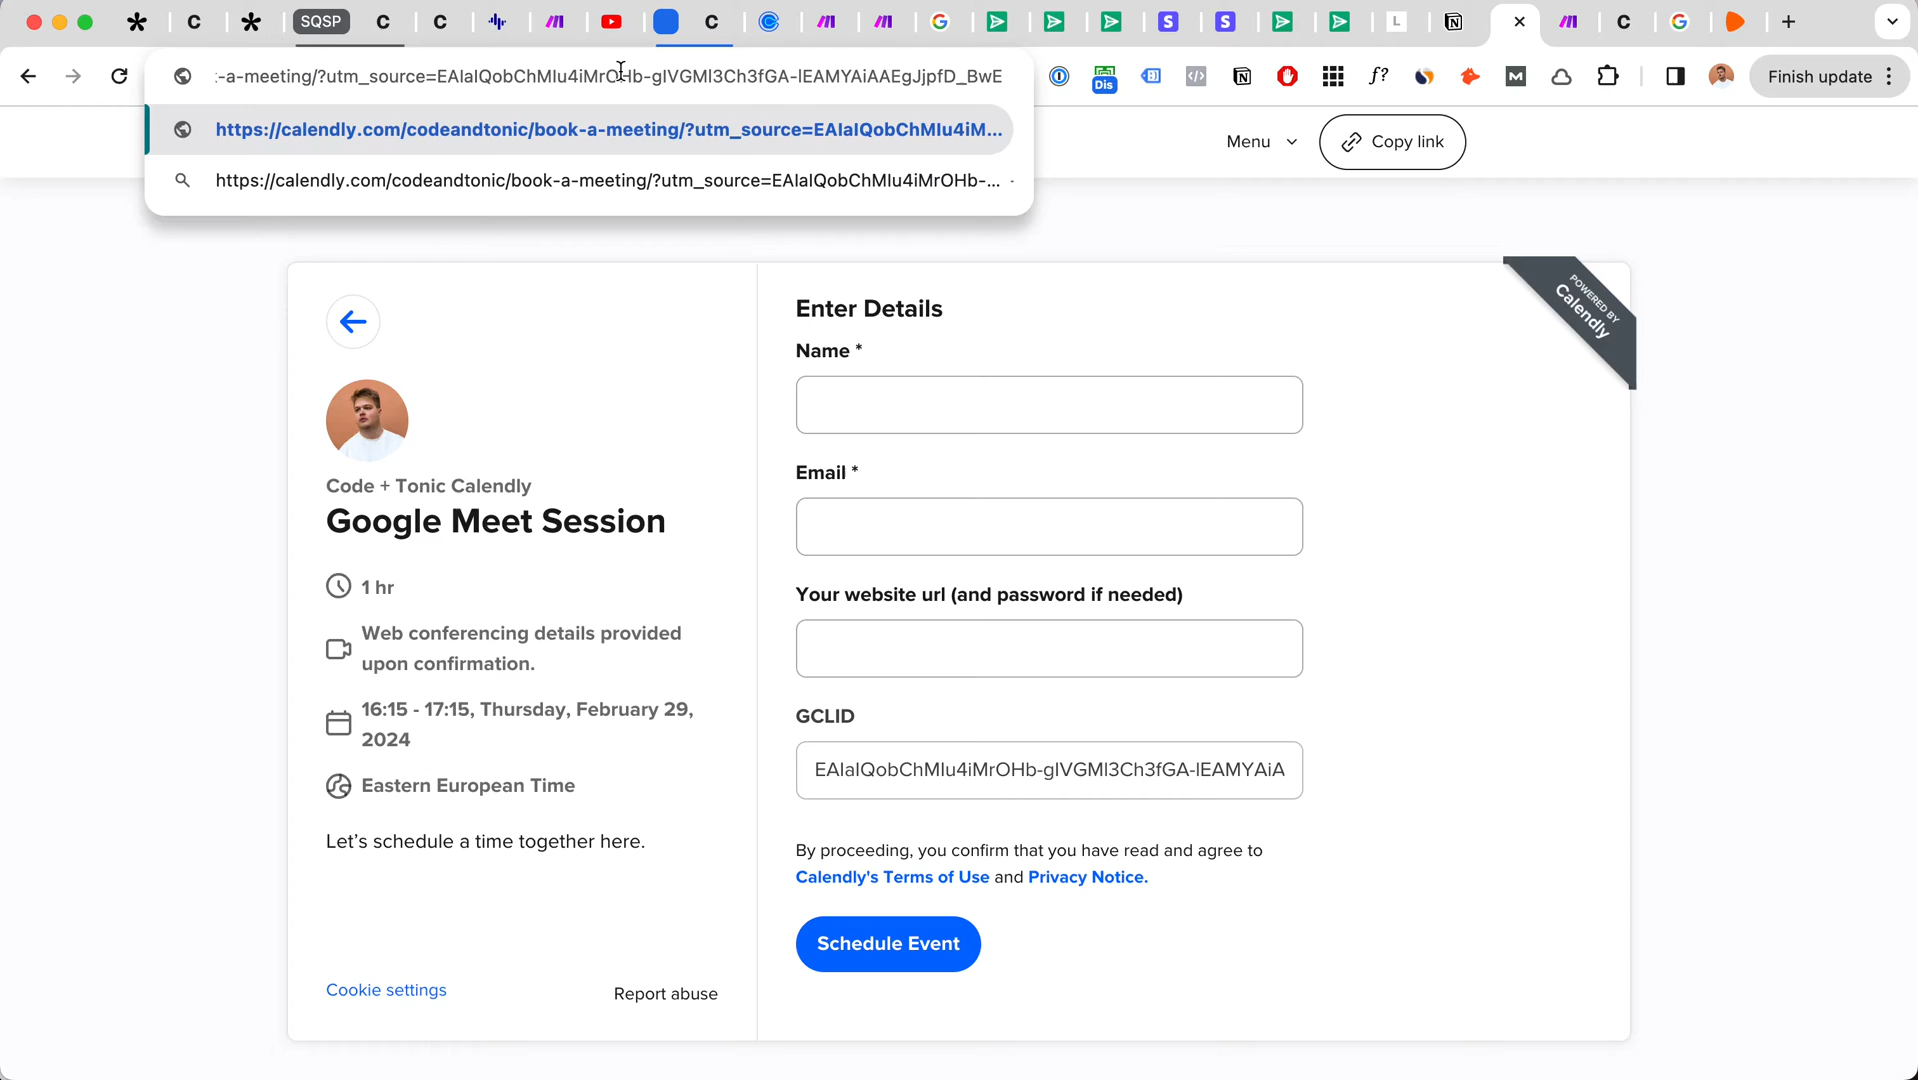 SQSP
:-a-meeting/?utm_source=EAIaIQobChMIu4iMrOHb-gIVGMl3Ch3fGA-lEAMYAiAAEgJjpfD_BwE
Dis
f?
M
Finish update
https://calendly.com/codeandtonic/book-a-meeting/?utm_source=EAIaIQobChMIu4iM...
https://calendly.com/codeandtonic/book-a-meeting/?utm_source=EAIaIQobChMIu4iMrOHb-... -
Menu
Copy link
POWERED BY
Calendly
Code + Tonic Calendly
Google Meet Session
1 hr
Web conferencing details provided
upon confirmation.
16:15 - 17:15, Thursday, February 29,
2024
Eastern European Time
Let’s schedule a time together here.
Cookie settings
Report abuse
Enter Details
Name *
Email *
Your website url (and password if needed)
GCLID
EAIaIQobChMIu4iMrOHb-gIVGMl3Ch3fGA-lEAMYAiA
By proceeding, you confirm that you have read and agree to
Calendly's Terms of Use and Privacy Notice.
Schedule Event